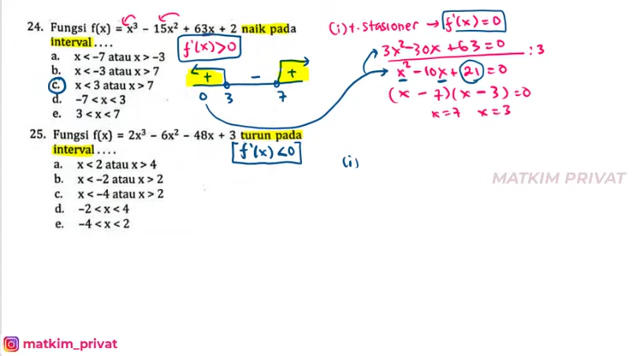 24. Fungsi f(x) = x³ − 15x² + 63x + 2 naik pada
interval . . . .
f'(x) > 0
a. x < −7 atau x > −3
b. x < −3 atau x > 7
c. x < 3 atau x > 7
d. −7 < x < 3
e. 3 < x < 7
+ − +
0 3 7
(i) t. stasioner → f'(x) = 0
3x² − 30x + 63 = 0 : 3
x² − 10x + 21 = 0
(x − 7)(x − 3) = 0
x = 7 x = 3
25. Fungsi f(x) = 2x³ − 6x² − 48x + 3 turun pada
interval . . . .
[f'(x) < 0]
a. x < 2 atau x > 4
b. x < −2 atau x > 2
c. x < −4 atau x > 2
d. −2 < x < 4
e. −4 < x < 2
(i)
MATKIM PRIVAT
matkim_privat